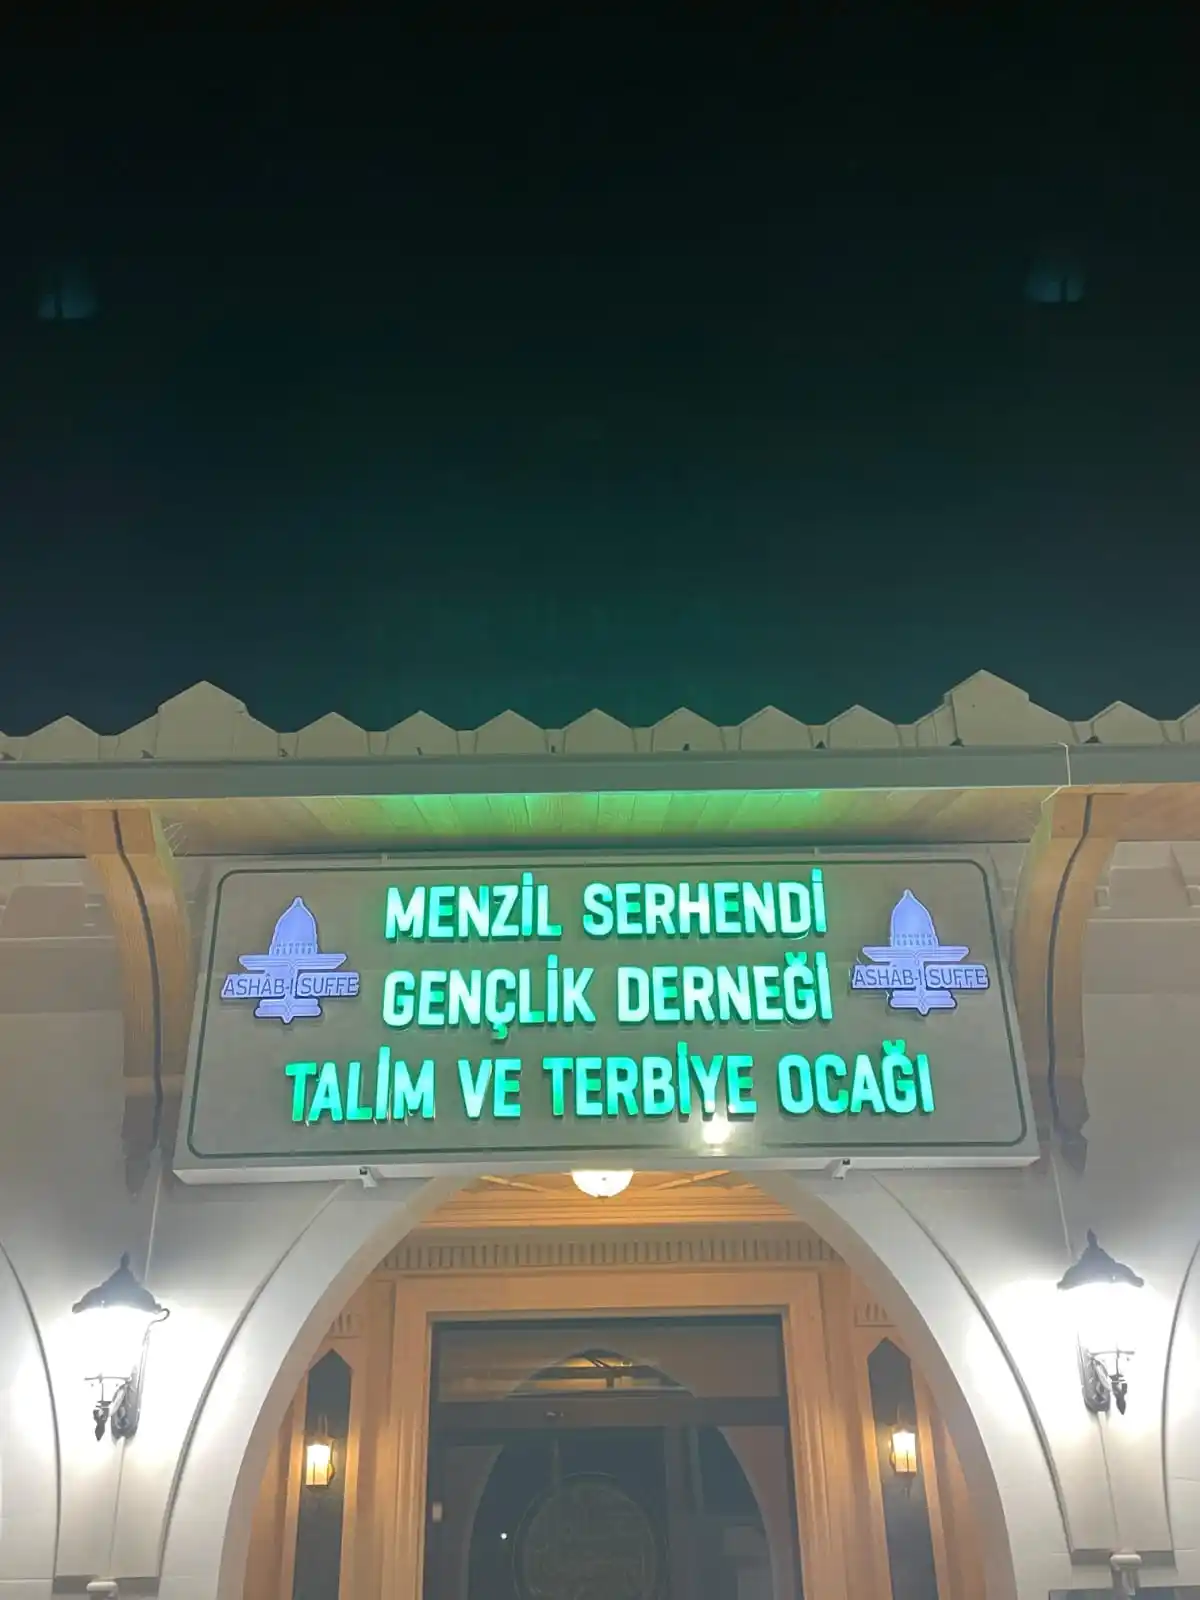 MENZİL SERHENDİ
GENÇLİK DERNEĞİ
TALİM VE TERBİYE OCAĞI
ASHÂB-I SUFFE
ASHÂB-I SUFFE